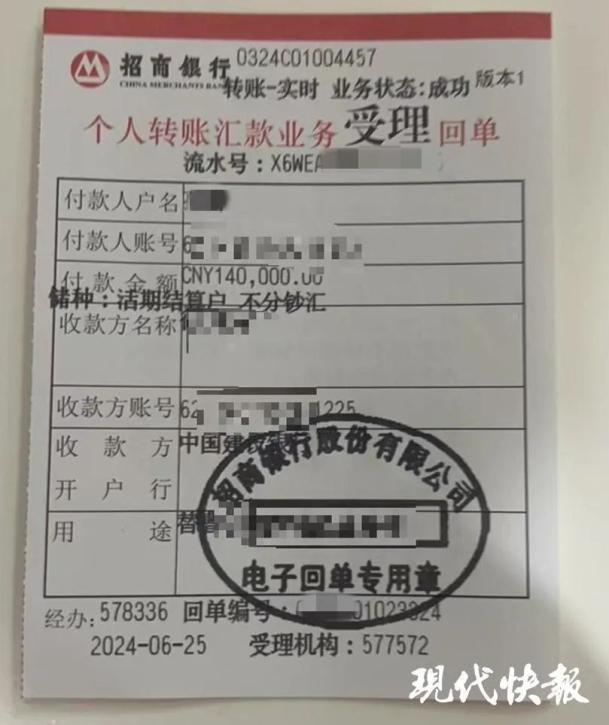 招商银行
CHINA MERCHANTS BANK
0324C01004457
转账-实时 业务状态:成功 版本1
个人转账汇款业务受理回单
流水号：X6WEA
付款人户名
付款人账号 6
付款金额 CNY140,000.00
储种：活期结算户 不分钞汇
收款方名称
收款方账号 62 1225
收款方 中国建设银行
开户行
用途 替
招商银行股份有限公司
电子回单专用章
经办: 578336 回单编号: 01023324
2024-06-25 受理机构: 577572
现代快報